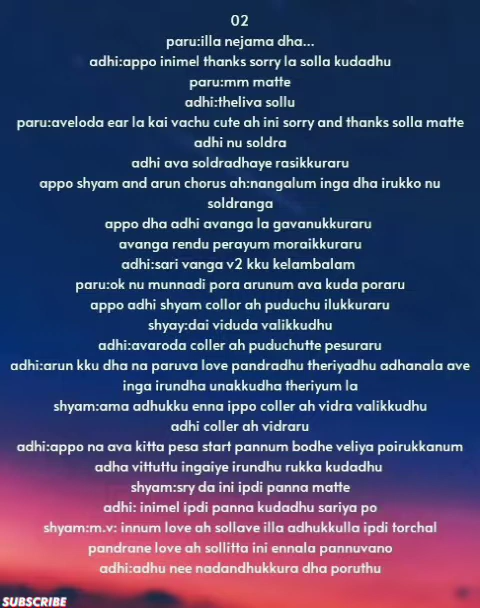 02
paru:illa nejama dha...
adhi:appo inimel thanks sorry la solla kudadhu
paru:mm matte
adhi:theliva sollu
paru:aveloda ear la kai vachu cute ah ini sorry and thanks solla matte
adhi nu soldra
adhi ava soldradhaye rasikkuraru
appo shyam and arun chorus ah:nangalum inga dha irukko nu
soldranga
appo dha adhi avanga la gavanukkuraru
avanga rendu perayum moraikkuraru
adhi:sari vanga v2 kku kelambalam
paru:ok nu munnadi pora arunum ava kuda poraru
appo adhi shyam collor ah puduchu ilukkuraru
shyay:dai viduda valikkudhu
adhi:avaroda coller ah puduchutte pesuraru
adhi:arun kku dha na paruva love pandradhu theriyadhu adhanala ave
inga irundha unakkudha theriyum la
shyam:ama adhukku enna ippo coller ah vidra valikkudhu
adhi coller ah vidraru
adhi:appo na ava kitta pesa start pannum bodhe veliya poirukkanum
adha vittuttu ingaiye irundhu rukka kudadhu
shyam:sry da ini ipdi panna matte
adhi: inimel ipdi panna kudadhu sariya po
shyam:m.v: innum love ah sollave illa adhukkulla ipdi torchal
pandrane love ah sollitta ini ennala pannuvano
adhi:adhu nee nadandhukkura dha poruthu
SUBSCRIBE